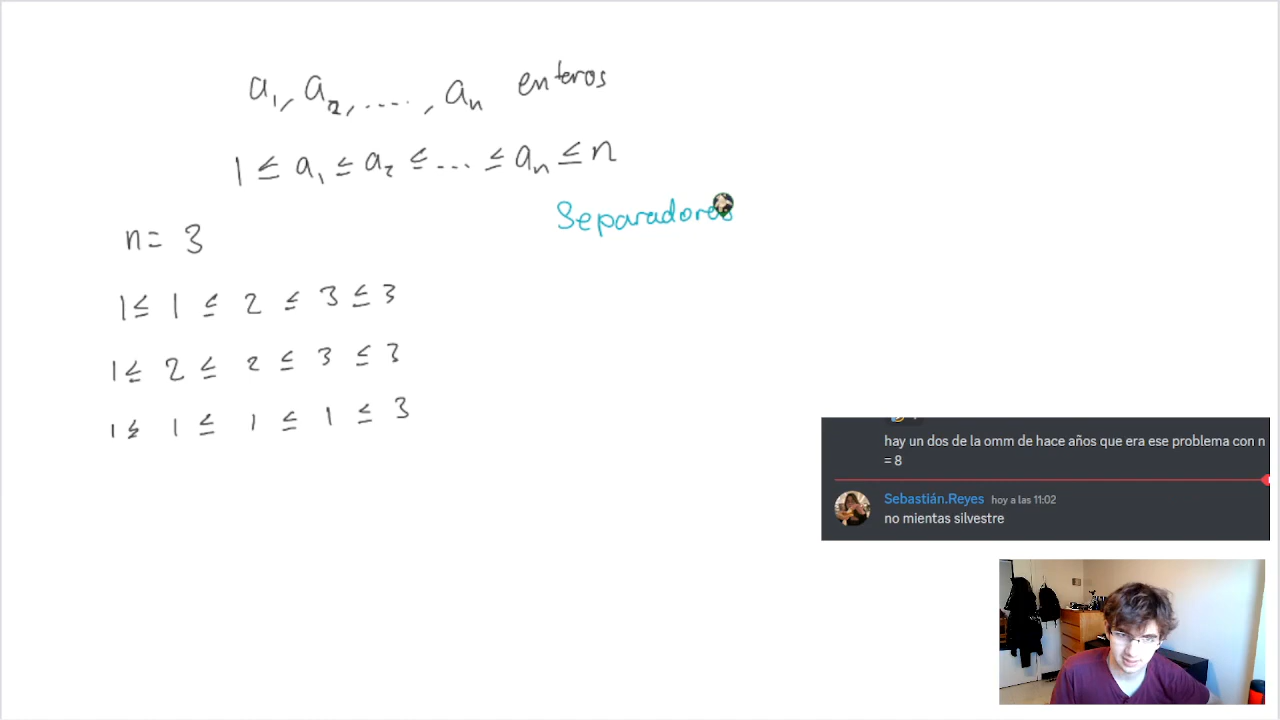 a₁, a₂, ...., aₙ enteros
1 ≤ a₁ ≤ a₂ ≤ ... ≤ aₙ ≤ n
Separadores
n = 3
1 ≤ 1 ≤ 2 ≤ 3 ≤ 3
1 ≤ 2 ≤ 2 ≤ 3 ≤ 3
1 ≤ 1 ≤ 1 ≤ 1 ≤ 3
hay un dos de la omm de hace años que era ese problema con n
= 8
Sebastián.Reyes hoy a las 11:02
no mientas silvestre